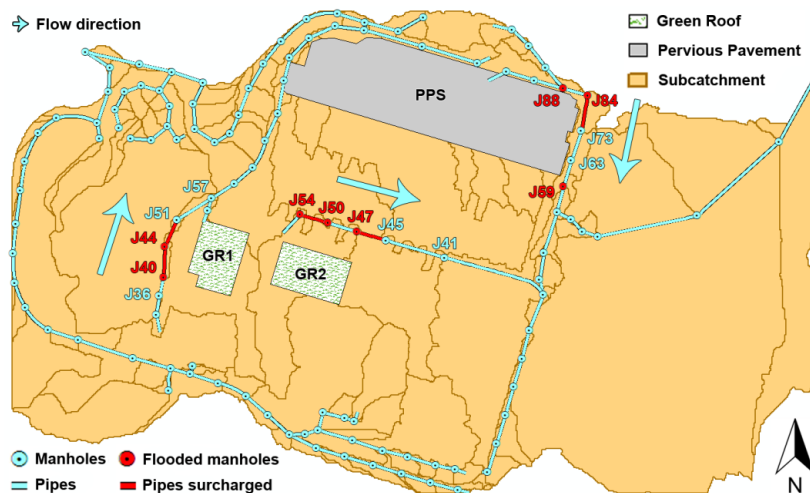 Flow direction
Green Roof
Pervious Pavement
Subcatchment
PPS
J88
J84
J73
J63
J59
J57
J54
J51
J50
J47
J45
J44
J41
GR1
GR2
J40
J36
Manholes
Flooded manholes
Pipes
Pipes surcharged
N